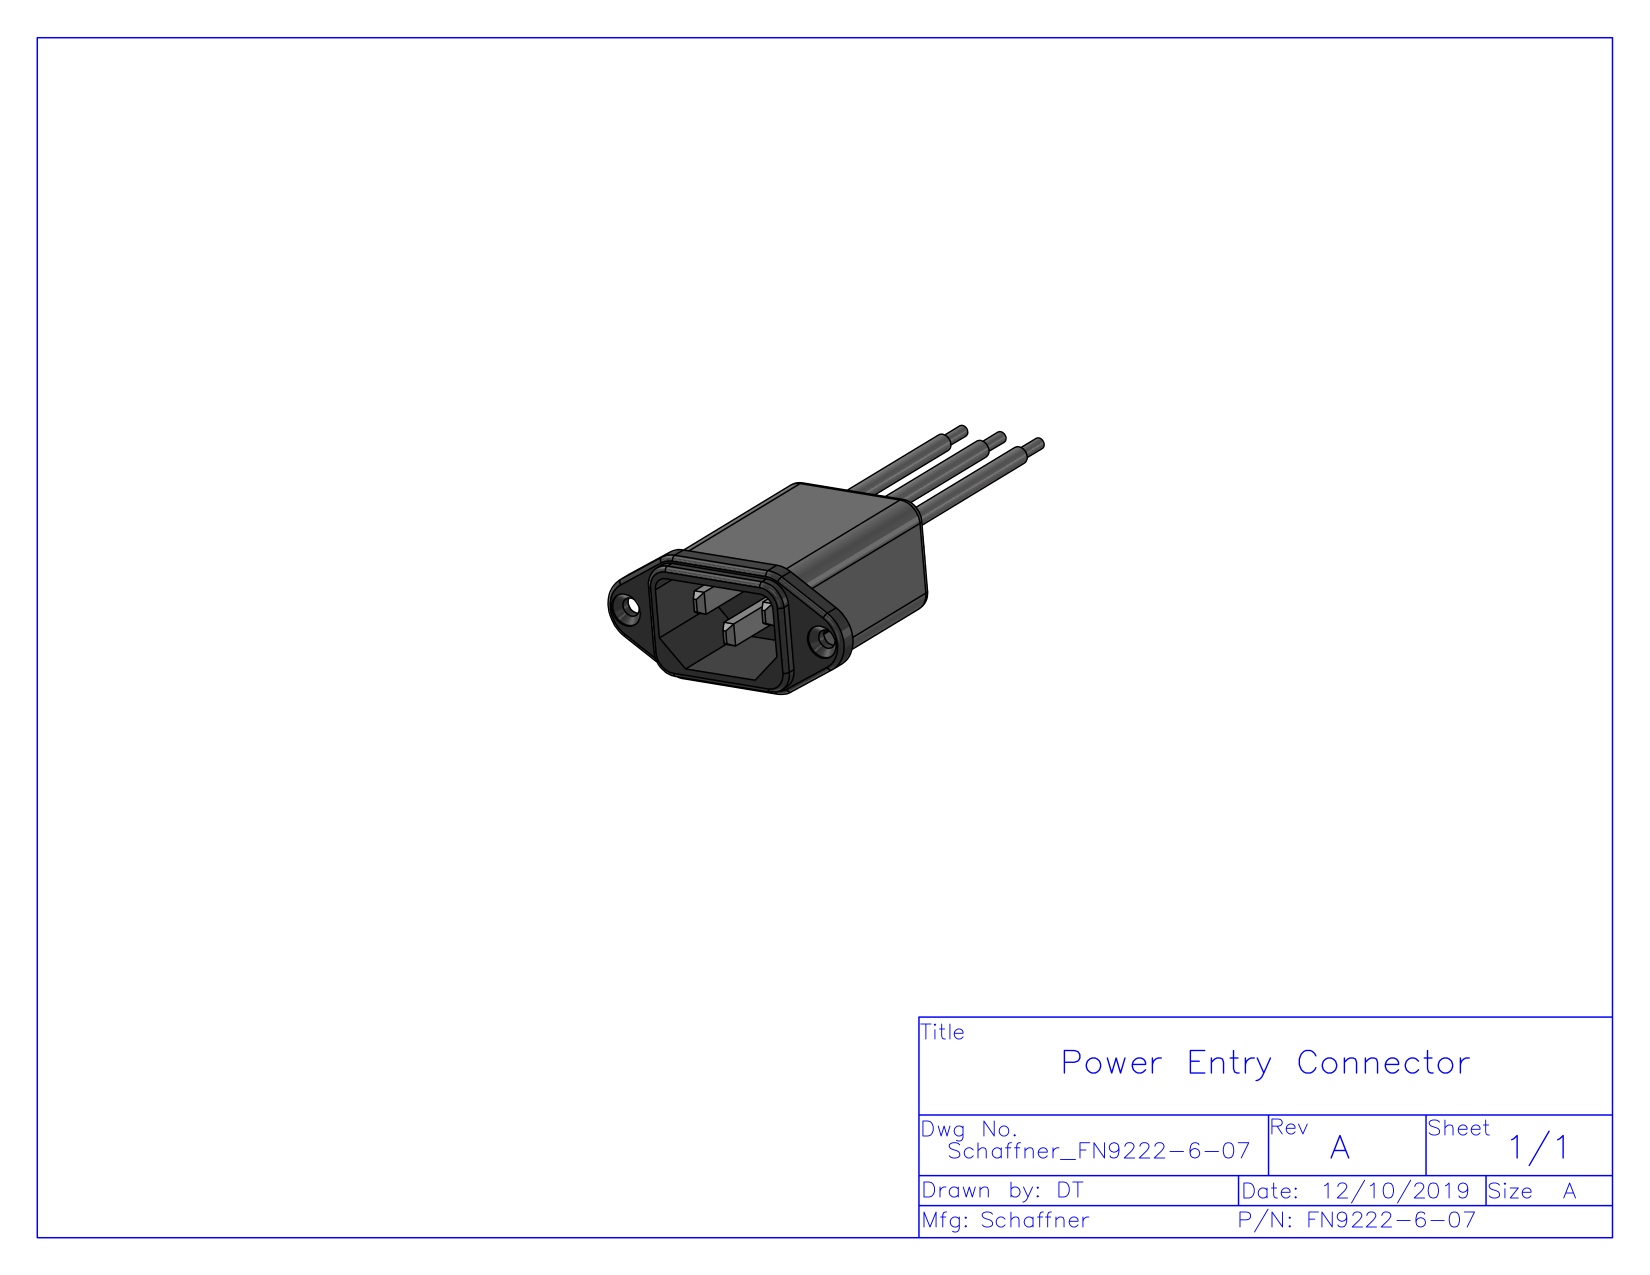 Title
Power Entry Connector
Dwg No.
Schaffner_FN9222-6-07
Rev
A
Sheet
1/1
Drawn by: DT
Date: 12/10/2019
Size A
Mfg: Schaffner
P/N: FN9222-6-07